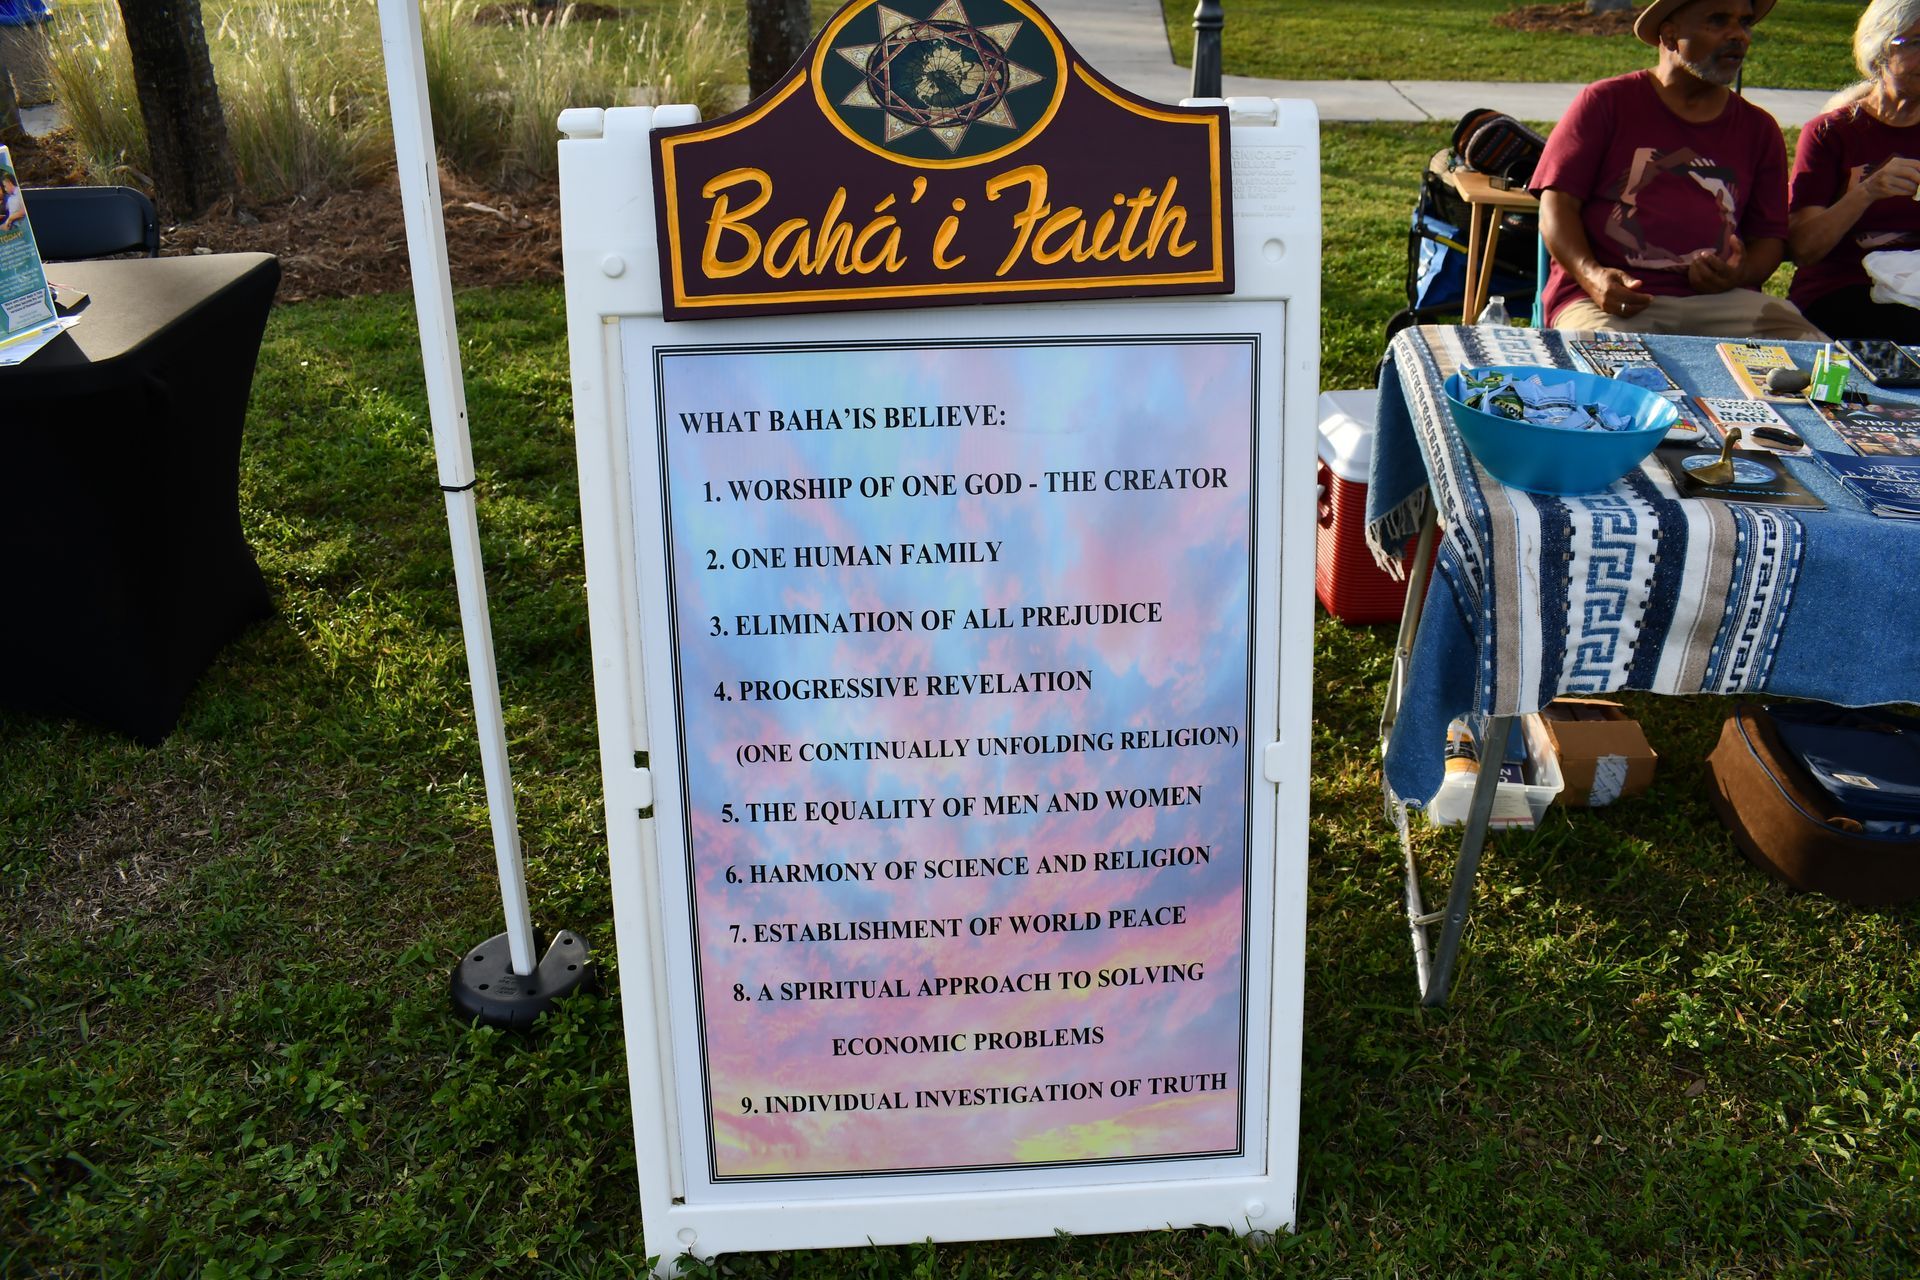 Bahá'í Faith
WHAT BAHA'IS BELIEVE:
1. WORSHIP OF ONE GOD - THE CREATOR
2. ONE HUMAN FAMILY
3. ELIMINATION OF ALL PREJUDICE
4. PROGRESSIVE REVELATION
(ONE CONTINUALLY UNFOLDING RELIGION)
5. THE EQUALITY OF MEN AND WOMEN
6. HARMONY OF SCIENCE AND RELIGION
7. ESTABLISHMENT OF WORLD PEACE
8. A SPIRITUAL APPROACH TO SOLVING
ECONOMIC PROBLEMS
9. INDIVIDUAL INVESTIGATION OF TRUTH
TODAY!